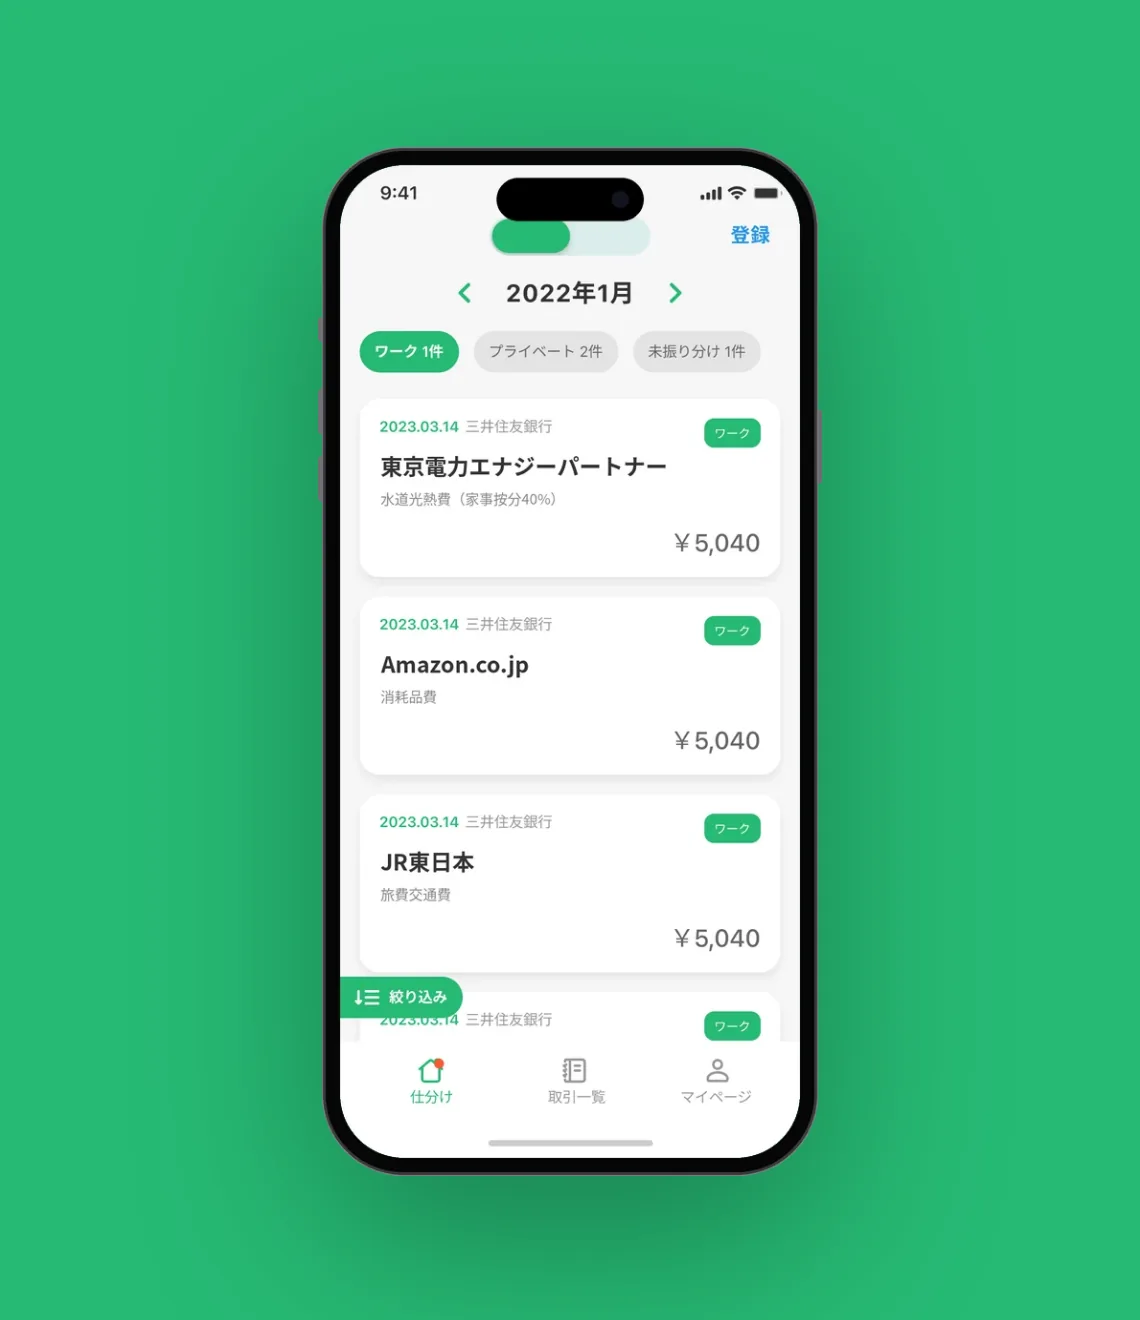 9:41
登録
2022年1月
ワーク 1件
プライベート 2件
未振り分け 1件
2023.03.14 三井住友銀行
ワーク
東京電力エナジーパートナー
水道光熱費（家事按分40%）
¥5,040
2023.03.14 三井住友銀行
ワーク
Amazon.co.jp
消耗品費
¥5,040
2023.03.14 三井住友銀行
ワーク
JR東日本
旅費交通費
¥5,040
絞り込み
2023.03.14 三井住友銀行
ワーク
仕分け
取引一覧
マイページ